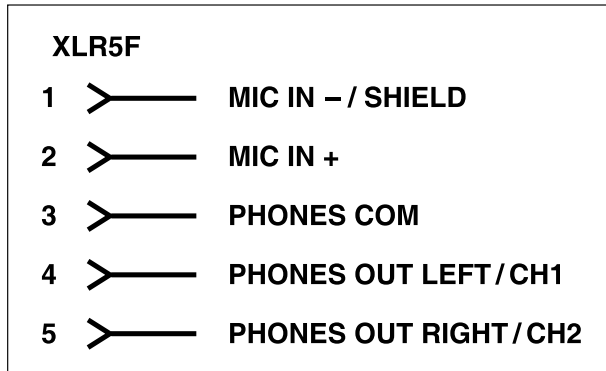 XLR5F
1 MIC IN – / SHIELD
2 MIC IN +
3 PHONES COM
4 PHONES OUT LEFT / CH1
5 PHONES OUT RIGHT / CH2